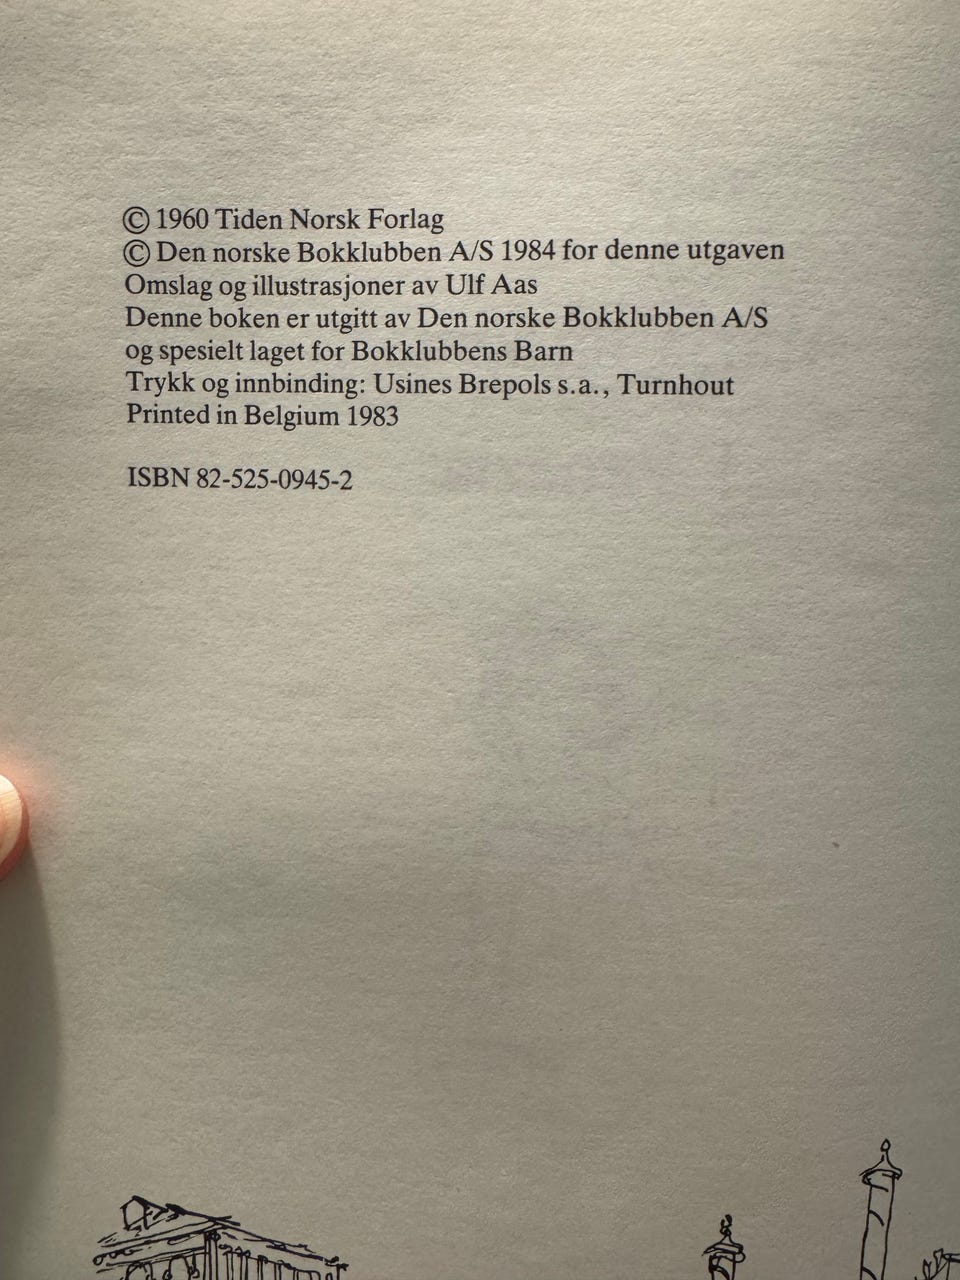 © 1960 Tiden Norsk Forlag
© Den norske Bokklubben A/S 1984 for denne utgaven
Omslag og illustrasjoner av Ulf Aas
Denne boken er utgitt av Den norske Bokklubben A/S
og spesielt laget for Bokklubbens Barn
Trykk og innbinding: Usines Brepols s.a., Turnhout
Printed in Belgium 1983
ISBN 82-525-0945-2